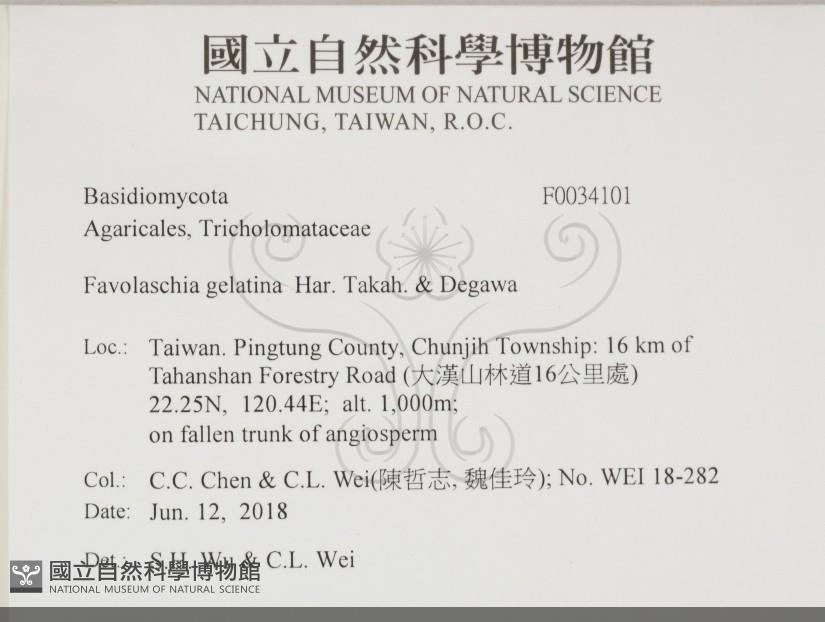 國立自然科學博物館
NATIONAL MUSEUM OF NATURAL SCIENCE
TAICHUNG, TAIWAN, R.O.C.
Basidiomycota F0034101
Agaricales, Tricholomataceae
Favolaschia gelatina Har. Takah. & Degawa
Loc.: Taiwan. Pingtung County, Chunjih Township: 16 km of
Tahanshan Forestry Road (大漢山林道16公里處)
22.25N, 120.44E; alt. 1,000m;
on fallen trunk of angiosperm
Col.: C.C. Chen & C.L. Wei(陳哲志, 魏佳玲); No. WEI 18-282
Date: Jun. 12, 2018
Det.: S.H. Wu & C.L. Wei
國立自然科學博物館
NATIONAL MUSEUM OF NATURAL SCIENCE